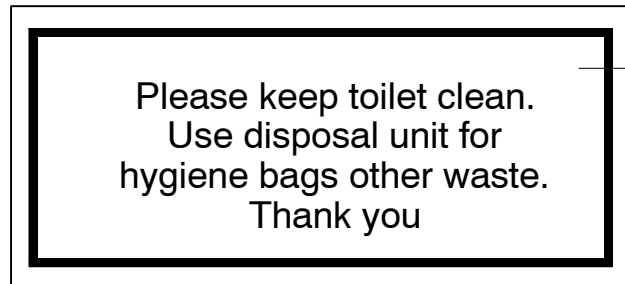 Please keep toilet clean.
Use disposal unit for
hygiene bags other waste.
Thank you